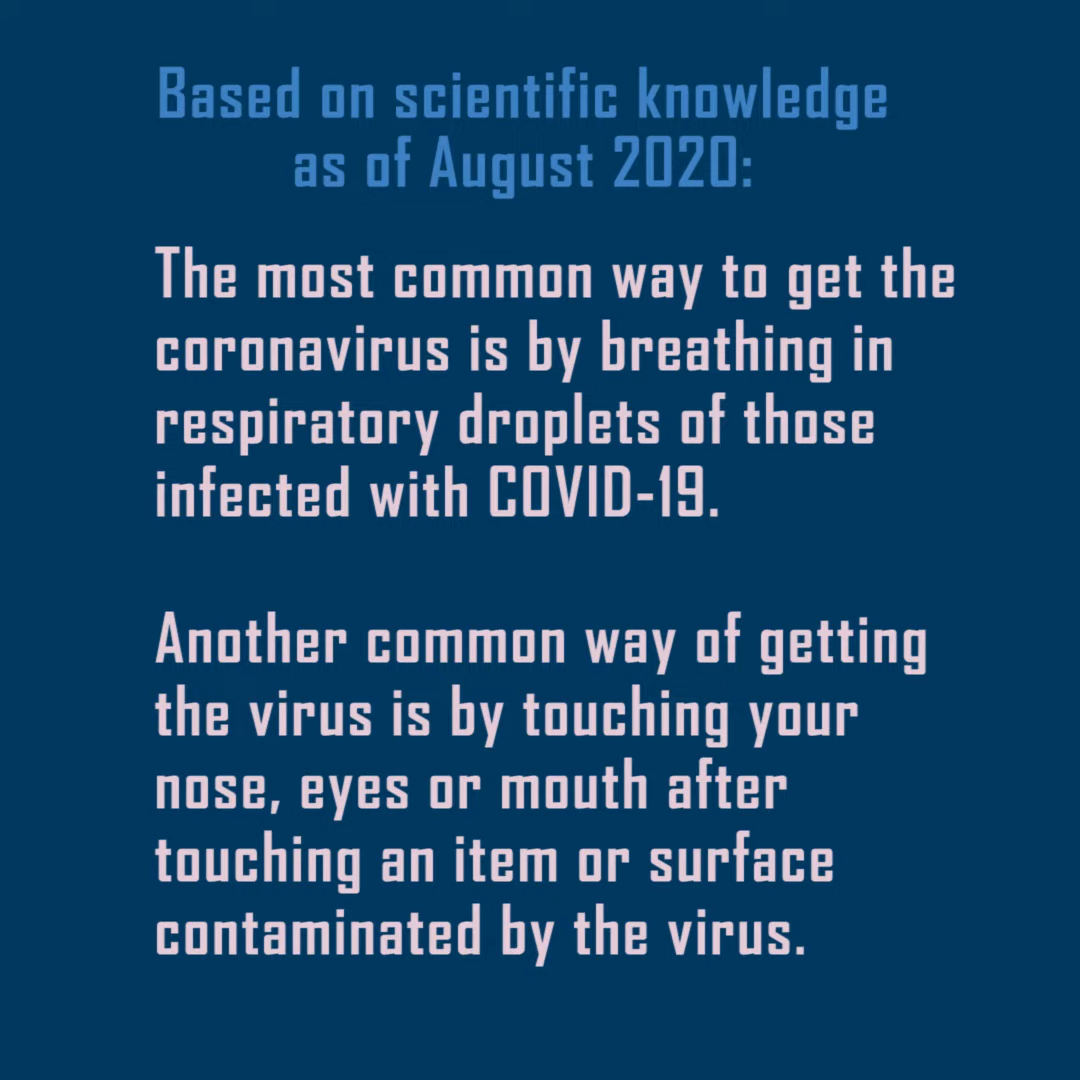 Based on scientific knowledge
as of August 2020:
The most common way to get the
coronavirus is by breathing in
respiratory droplets of those
infected with COVID-19.
Another common way of getting
the virus is by touching your
nose, eyes or mouth after
touching an item or surface
contaminated by the virus.